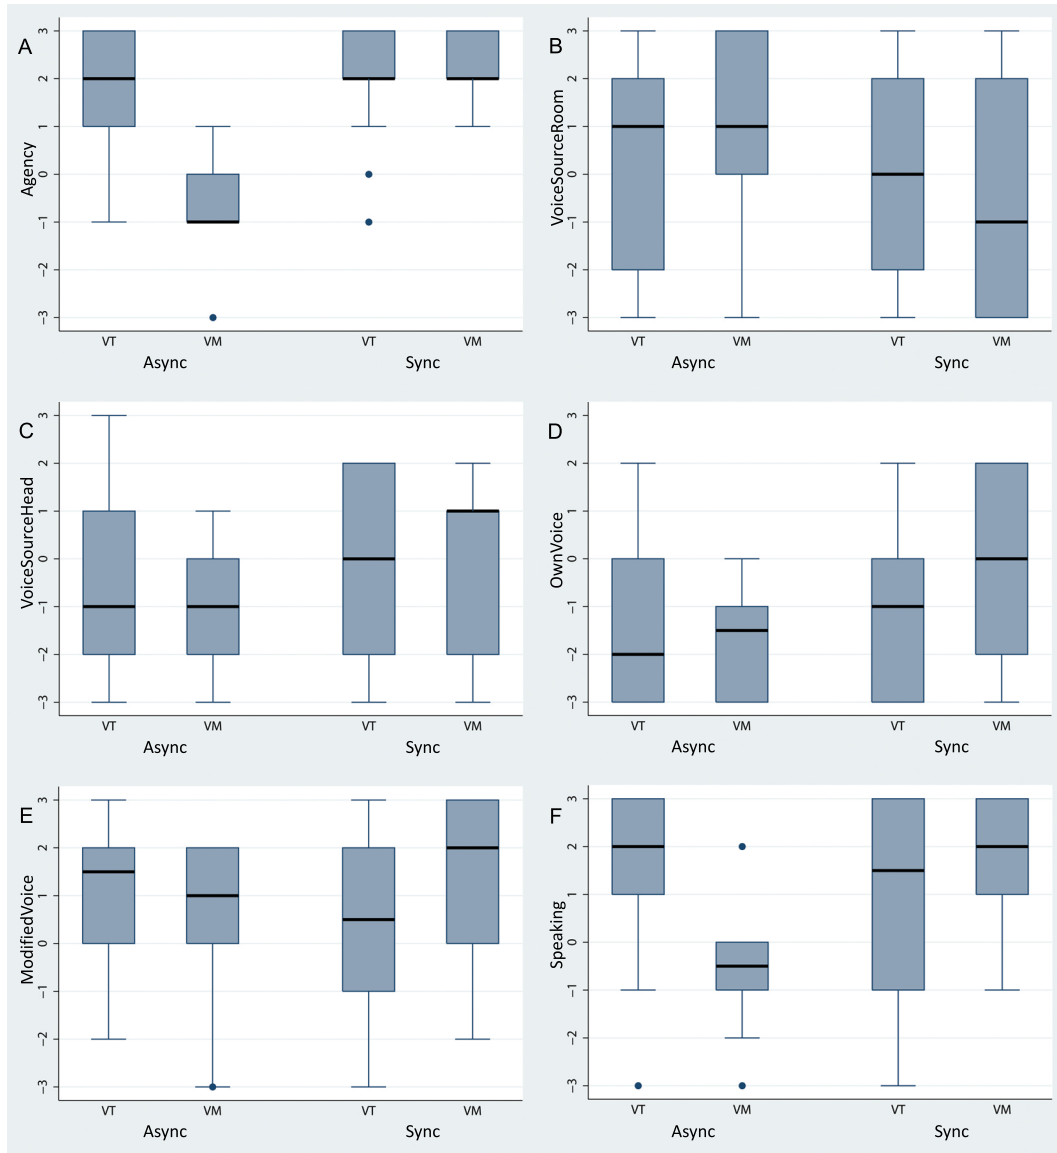 A
Agency
3
2
1
0
−1
−2
−3
VT VM VT VM
Async Sync
B
VoiceSourceRoom
3
2
1
0
−1
−2
−3
VT VM VT VM
Async Sync
C
VoiceSourceHead
3
2
1
0
−1
−2
−3
VT VM VT VM
Async Sync
D
OwnVoice
3
2
1
0
−1
−2
−3
VT VM VT VM
Async Sync
E
ModifiedVoice
3
2
1
0
−1
−2
−3
VT VM VT VM
Async Sync
F
Speaking
3
2
1
0
−1
−2
−3
VT VM VT VM
Async Sync